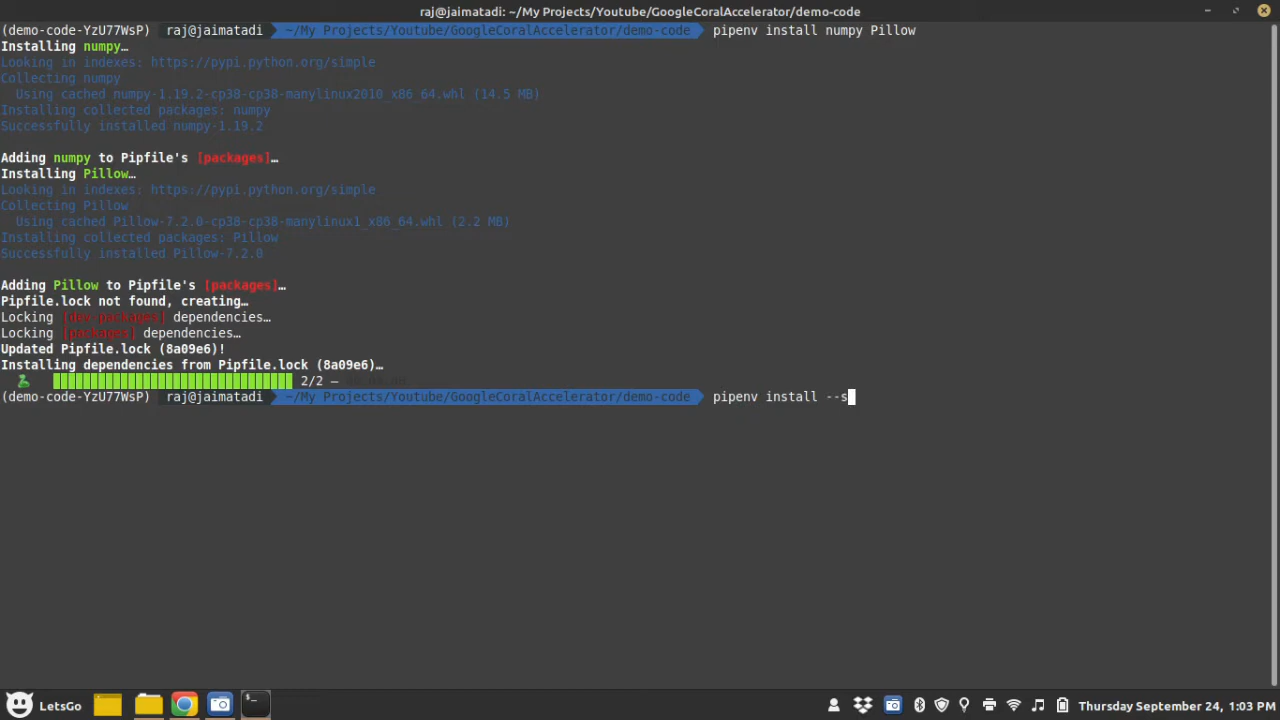 raj@jaimatadi: ~/My Projects/Youtube/GoogleCoralAccelerator/demo-code
(demo-code-YzU77WsP) raj@jaimatadi ~/My Projects/Youtube/GoogleCoralAccelerator/demo-code pipenv install numpy Pillow
Installing numpy…
Looking in indexes: https://pypi.python.org/simple
Collecting numpy
Using cached numpy-1.19.2-cp38-cp38-manylinux2010_x86_64.whl (14.5 MB)
Installing collected packages: numpy
Successfully installed numpy-1.19.2
Adding numpy to Pipfile's [packages]…
Installing Pillow…
Looking in indexes: https://pypi.python.org/simple
Collecting Pillow
Using cached Pillow-7.2.0-cp38-cp38-manylinux1_x86_64.whl (2.2 MB)
Installing collected packages: Pillow
Successfully installed Pillow-7.2.0
Adding Pillow to Pipfile's [packages]…
Pipfile.lock not found, creating…
Locking [dev-packages] dependencies…
Locking [packages] dependencies…
Updated Pipfile.lock (8a09e6)!
Installing dependencies from Pipfile.lock (8a09e6)…
2/2 —
(demo-code-YzU77WsP) raj@jaimatadi ~/My Projects/Youtube/GoogleCoralAccelerator/demo-code pipenv install --s
LetsGo
Thursday September 24, 1:03 PM